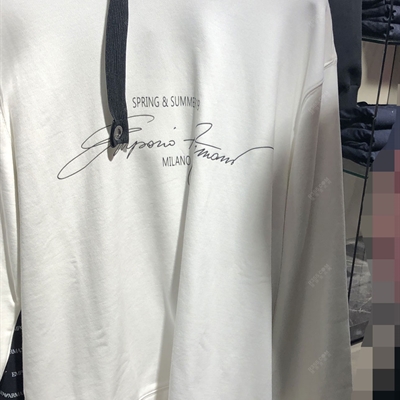 SPRING & SUMMER
Emporio Armani
MILANO